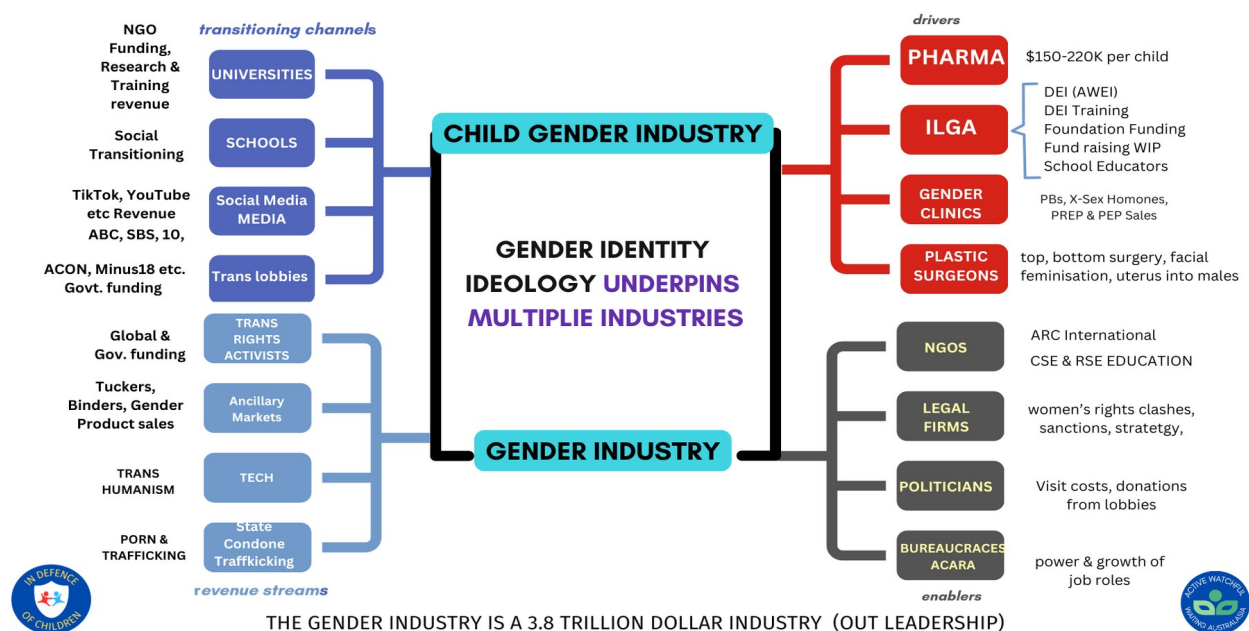 NGO
Funding,
Research &
Training
revenue
transitioning channels
UNIVERSITIES
Social
Transitioning
SCHOOLS
TikTok, YouTube
etc Revenue
ABC, SBS, 10,
Social Media
MEDIA
ACON, Minus18 etc.
Govt. funding
Trans lobbies
Global &
Gov. funding
TRANS
RIGHTS
ACTIVISTS
Tuckers,
Binders, Gender
Product sales
Ancillary
Markets
TRANS
HUMANISM
TECH
PORN &
TRAFFICKING
State
Condone
Traffkicking
revenue streams
CHILD GENDER INDUSTRY
GENDER IDENTITY
IDEOLOGY UNDERPINS
MULTIPLIE INDUSTRIES
GENDER INDUSTRY
drivers
PHARMA
$150-220K per child
ILGA
DEI (AWEI)
DEI Training
Foundation Funding
Fund raising WIP
School Educators
GENDER
CLINICS
PBs, X-Sex Homones,
PREP & PEP Sales
PLASTIC
SURGEONS
top, bottom surgery, facial
feminisation, uterus into males
NGOS
ARC International
CSE & RSE EDUCATION
LEGAL
FIRMS
women's rights clashes,
sanctions, stratetgy,
POLITICIANS
Visit costs, donations
from lobbies
BUREAUCRACES
ACARA
power & growth of
job roles
enablers
IN DEFENCE
OF CHILDREN
THE GENDER INDUSTRY IS A 3.8 TRILLION DOLLAR INDUSTRY (OUT LEADERSHIP)
ACTIVE WATCHFUL
WAITING AUSTRALASIA